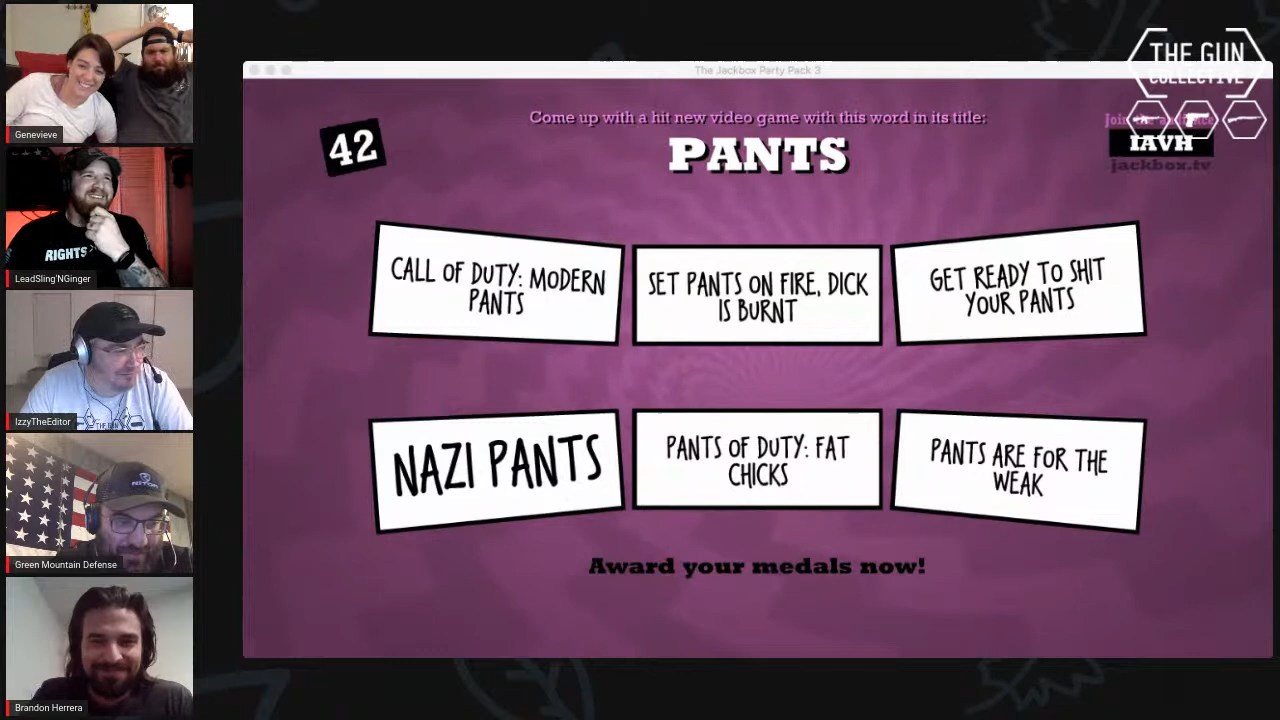 Genevieve
RIGHTS
LeadSling'NGinger
IzzyTheEditor
THE GUN
Green Mountain Defense
Brandon Herrera
The Jackbox Party Pack 3
THE GUN
COLLECTIVE
Come up with a hit new video game with this word in its title:
42
PANTS
IAVH
jackbox.tv
CALL OF DUTY: MODERN
PANTS
SET PANTS ON FIRE, DICK
IS BURNT
GET READY TO SHIT
YOUR PANTS
NAZI PANTS
PANTS OF DUTY: FAT
CHICKS
PANTS ARE FOR THE
WEAK
Award your medals now!